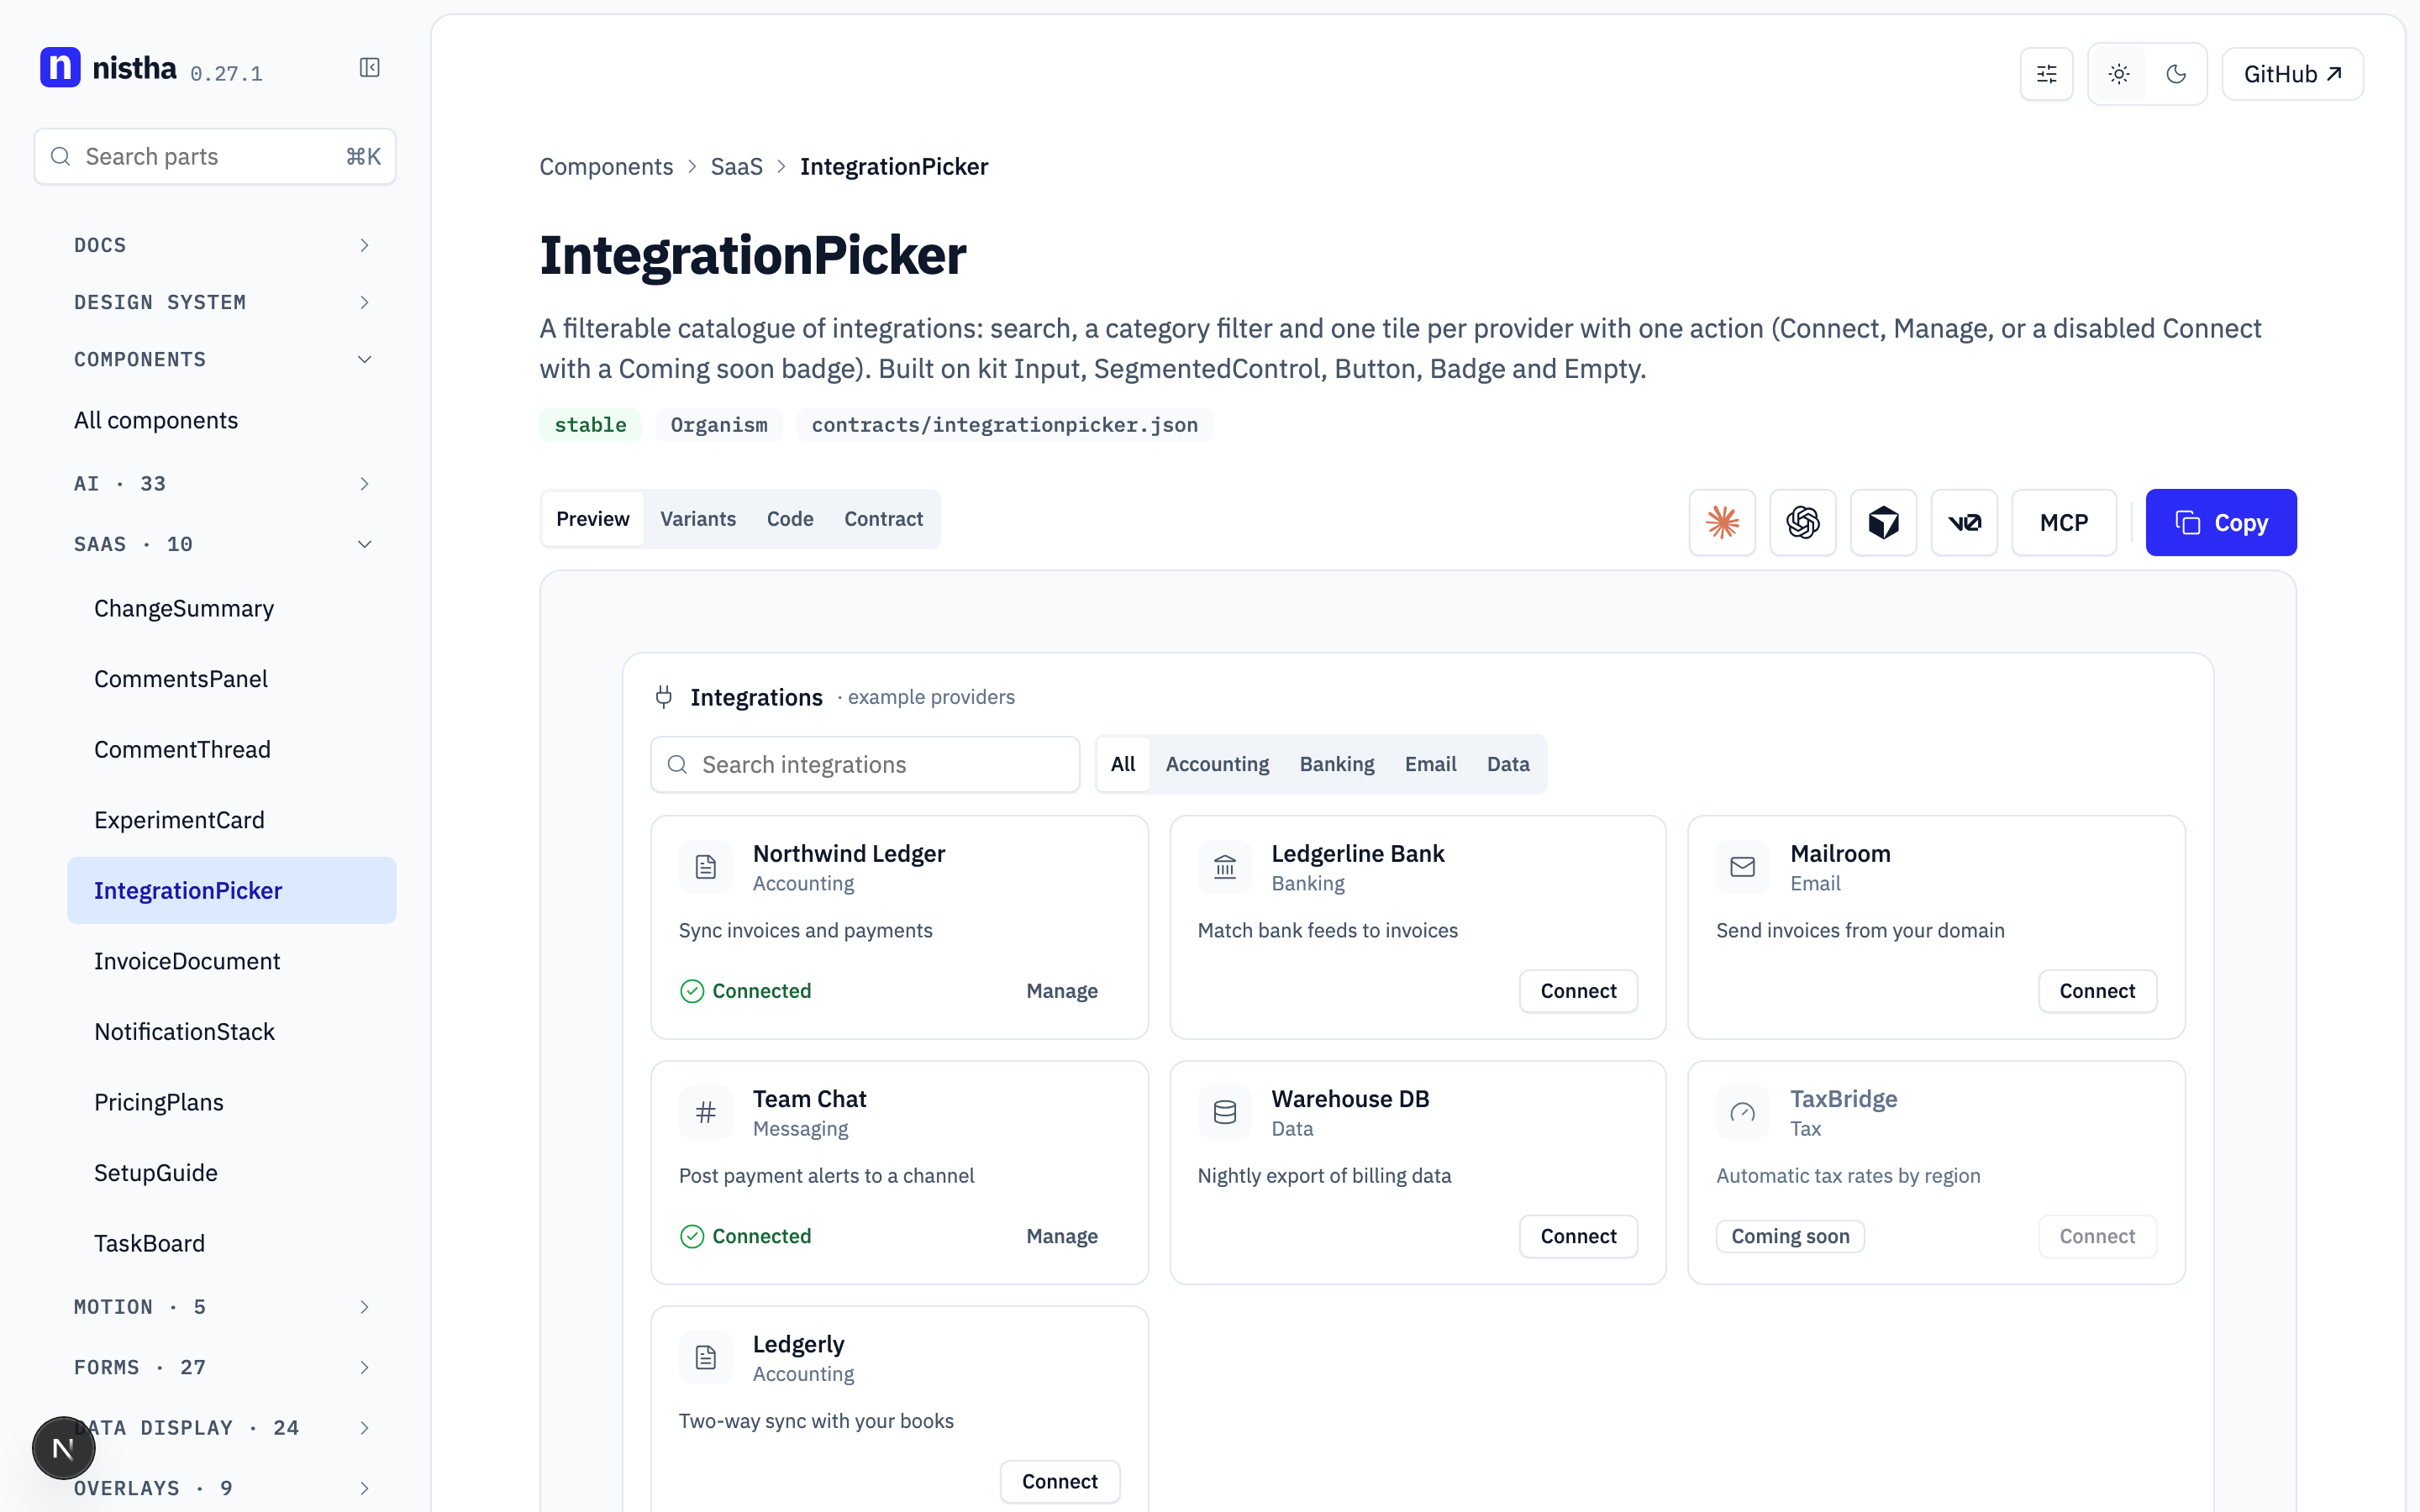 nistha 0.27.1
Search parts ⌘K
DOCS
DESIGN SYSTEM
COMPONENTS
All components
AI · 33
SAAS · 10
ChangeSummary
CommentsPanel
CommentThread
ExperimentCard
IntegrationPicker
InvoiceDocument
NotificationStack
PricingPlans
SetupGuide
TaskBoard
MOTION · 5
FORMS · 27
DATA DISPLAY · 24
OVERLAYS · 9
GitHub
Components > SaaS > IntegrationPicker
IntegrationPicker
A filterable catalogue of integrations: search, a category filter and one tile per provider with one action (Connect, Manage, or a disabled Connect
with a Coming soon badge). Built on kit Input, SegmentedControl, Button, Badge and Empty.
stable Organism contracts/integrationpicker.json
Preview Variants Code Contract
v0 MCP Copy
Integrations · example providers
Search integrations
All Accounting Banking Email Data
Northwind Ledger
Accounting
Sync invoices and payments
Connected Manage
Ledgerline Bank
Banking
Match bank feeds to invoices
Connect
Mailroom
Email
Send invoices from your domain
Connect
Team Chat
Messaging
Post payment alerts to a channel
Connected Manage
Warehouse DB
Data
Nightly export of billing data
Connect
TaxBridge
Tax
Automatic tax rates by region
Coming soon Connect
Ledgerly
Accounting
Two-way sync with your books
Connect